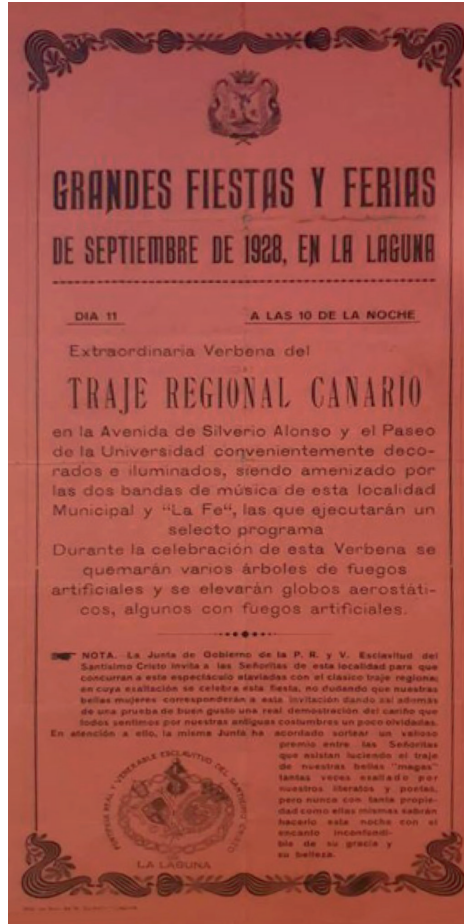 GRANDES FIESTAS Y FERIAS
DE SEPTIEMBRE DE 1928, EN LA LAGUNA
DIA 11 A LAS 10 DE LA NOCHE
Extraordinaria Verbena del
TRAJE REGIONAL CANARIO
en la Avenida de Silverio Alonso y el Paseo
de la Universidad convenientemente deco-
rados e iluminados, siendo amenizado por
las dos bandas de música de esta localidad
Municipal y "La Fe", las que ejecutarán un
selecto programa
Durante la celebración de esta Verbena se
quemarán varios árboles de fuegos
artificiales y se elevarán globos aerostáti-
cos, algunos con fuegos artificiales.
NOTA. La Junta de Gobierno de la P. R. y V. Esclavitud del
Santísimo Cristo invita a las Señoritas de esta localidad para que
concurran a este espectáculo ataviadas con el clásico traje regional
en cuya exaltación se celebra esta fiesta, no dudando que nuestras
bellas mujeres corresponderán a esta invitación dando así además
de una prueba de buen gusto una real demostración del cariño que
todos sentimos por nuestras antiguas costumbres un poco olvidadas.
En atención a ello, la misma Junta ha acordado sortear un valioso
premio entre las Señoritas
que asistan luciendo el traje
de nuestras bellas "magas"
tantas veces exaltado por
nuestros literatos y poetas,
pero nunca con tanta propie-
dad como ellas mismas sabrán
hacerlo esta noche con el
encanto inconfundi-
ble de su gracia y
su belleza.
PONTIFICIA REAL Y VENERABLE ESCLAVITUD DEL SANTISIMO CRISTO
LA LAGUNA